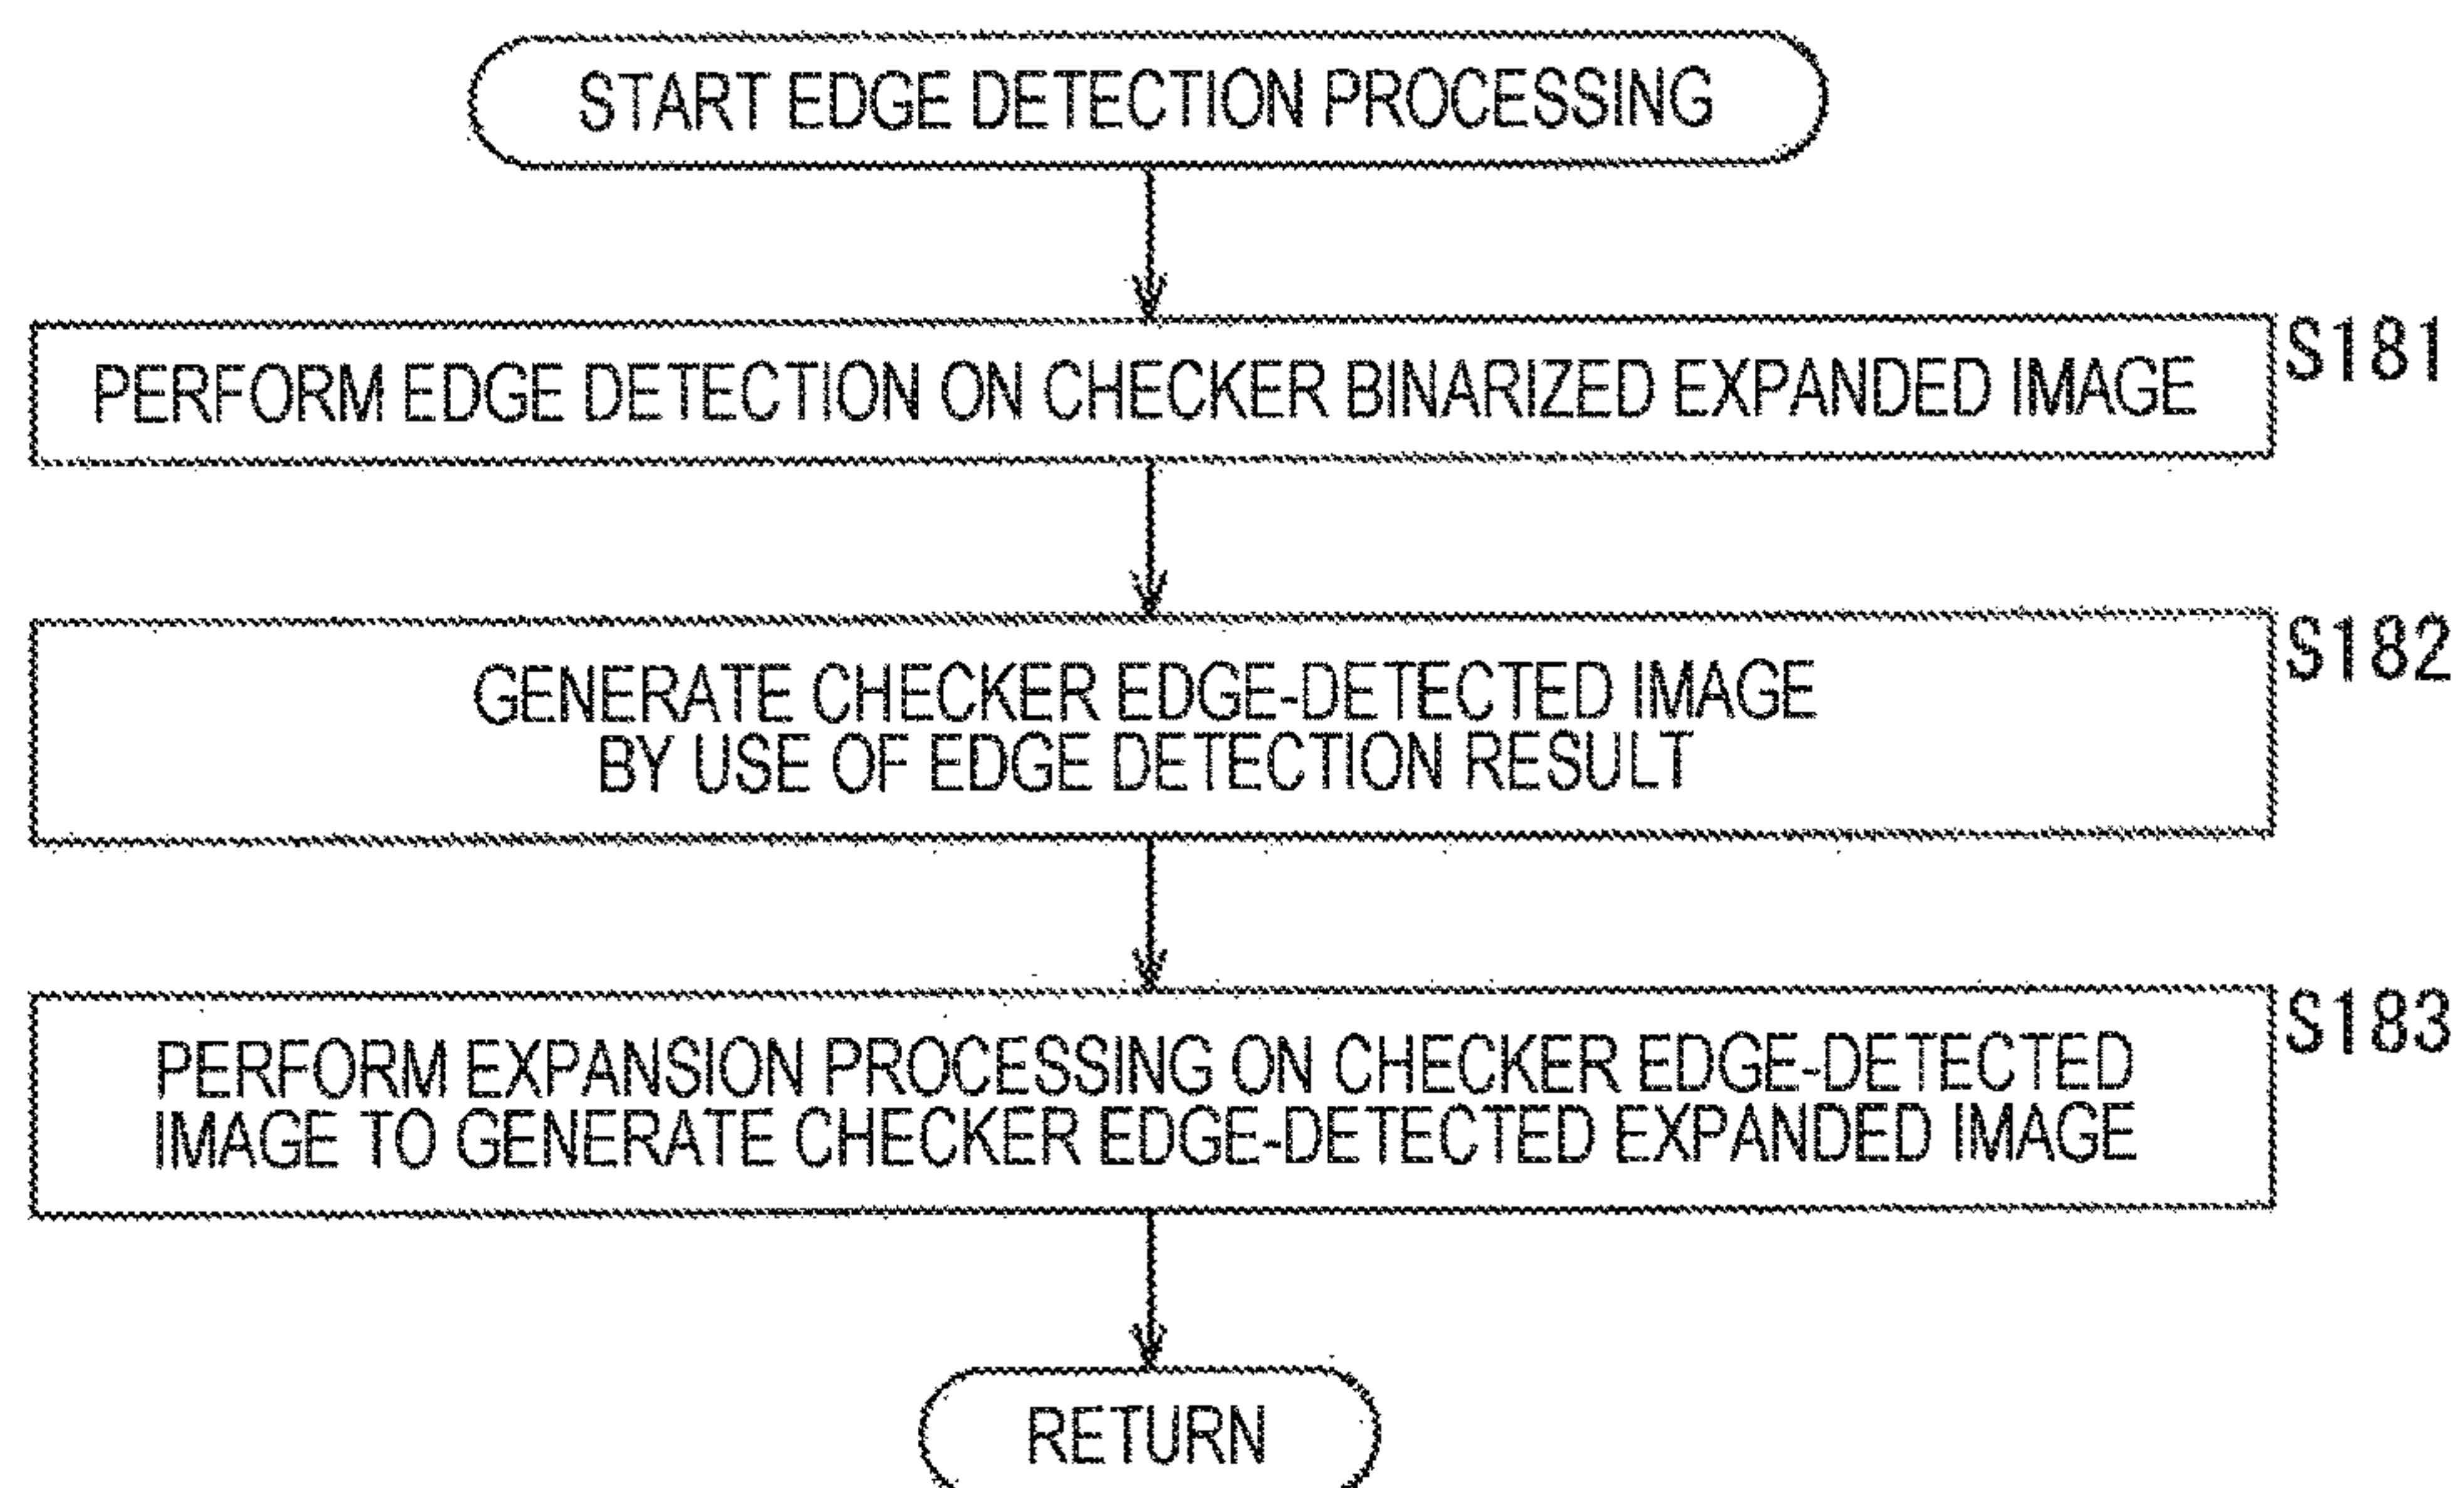 START EDGE DETECTION PROCESSING
PERFORM EDGE DETECTION ON CHECKER BINARIZED EXPANDED IMAGE
S181
GENERATE CHECKER EDGE-DETECTED IMAGE
BY USE OF EDGE DETECTION RESULT
S182
PERFORM EXPANSION PROCESSING ON CHECKER EDGE-DETECTED
IMAGE TO GENERATE CHECKER EDGE-DETECTED EXPANDED IMAGE
S183
RETURN